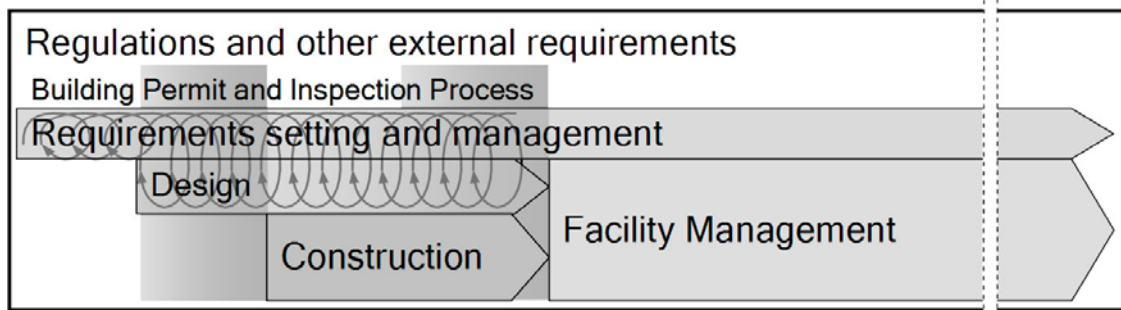 Regulations and other external requirements
Building Permit and Inspection Process
Requirements setting and management
Design
Construction
Facility Management